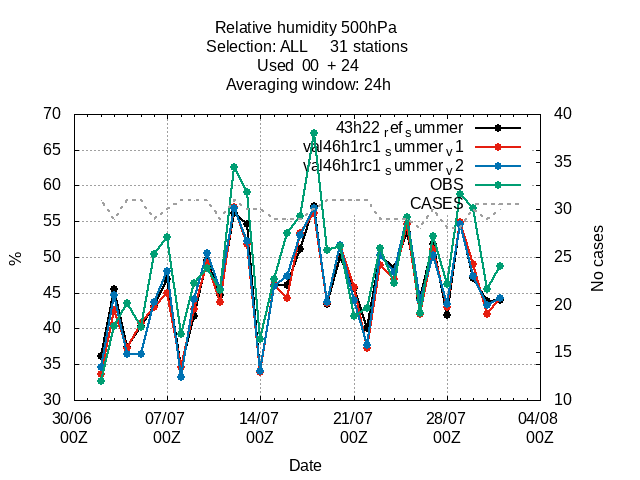 Relative humidity 500hPa
Selection: ALL 31 stations
Used 00 + 24
Averaging window: 24h
70 40
65 35
60 30
55 25
50 20
45 15
40 10
35
30
%
No cases
43h22 ref summer
val46h1rc1 summer v1
val46h1rc1 summer v2
OBS
CASES
30/06 07/07 14/07 21/07 28/07 04/08
00Z 00Z 00Z 00Z 00Z 00Z
Date